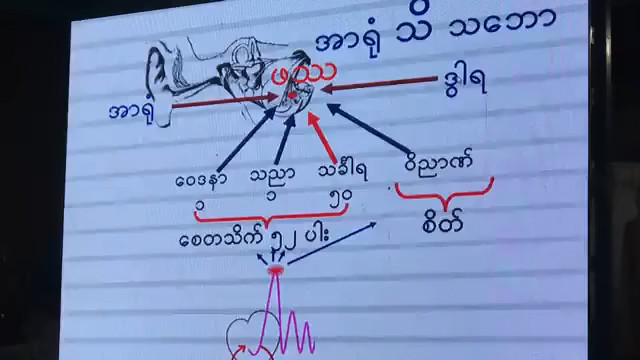 အာရုံ သိ သဘော
ဖဿ
အာရုံ
ဒွါရ
ဝေဒနာ သညာ သင်္ခါရ ဝိညာဏ်
၁ ၁ ၅၀
စေတသိက် ၅၂ ပါး
စိတ်